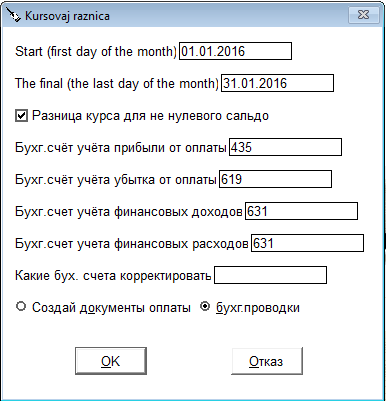 Kursovaj raznica
Start (first day of the month) 01.01.2016
The final (the last day of the month) 31.01.2016
Разница курса для не нулевого сальдо
Бухг.счёт учёта прибыли от оплаты 435
Бухг.счёт учёта убытка от оплаты 619
Бухг.счет учета финансовых доходов 631
Бухг.счет учета финансовых расходов 631
Какие бух. счета корректировать
Создай документы оплаты бухг.проводки
OK Отказ